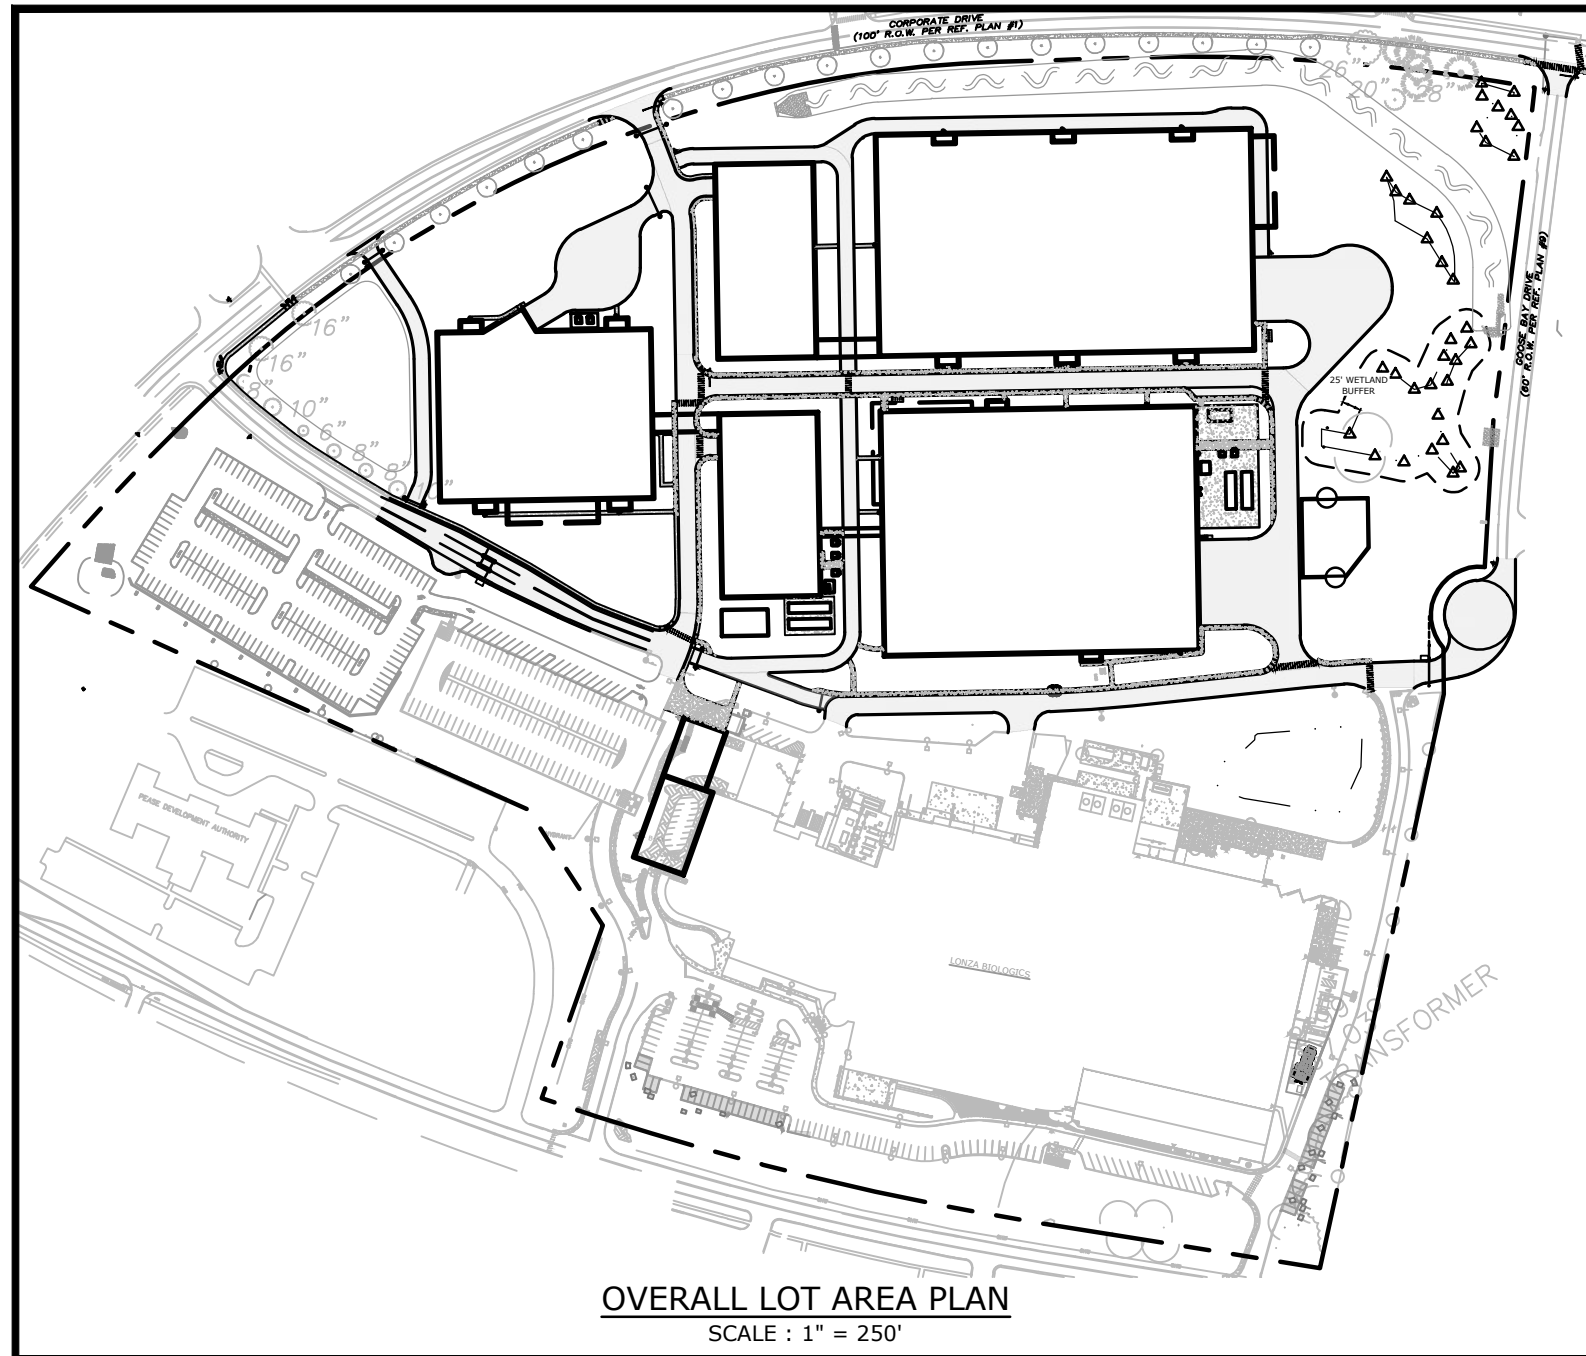 CORPORATE DRIVE
(100' R.O.W. PER REF. PLAN #1)
26"
20"
28"
GOOSE BAY DRIVE
(60' R.O.W. PER REF. PLAN #9)
16"
16"
8"
10"
6"
8"
8"
10"
25' WETLAND
BUFFER
PEASE DEVELOPMENT AUTHORITY
LONZA BIOLOGICS
TRANSFORMER
OVERALL LOT AREA PLAN
SCALE : 1" = 250'